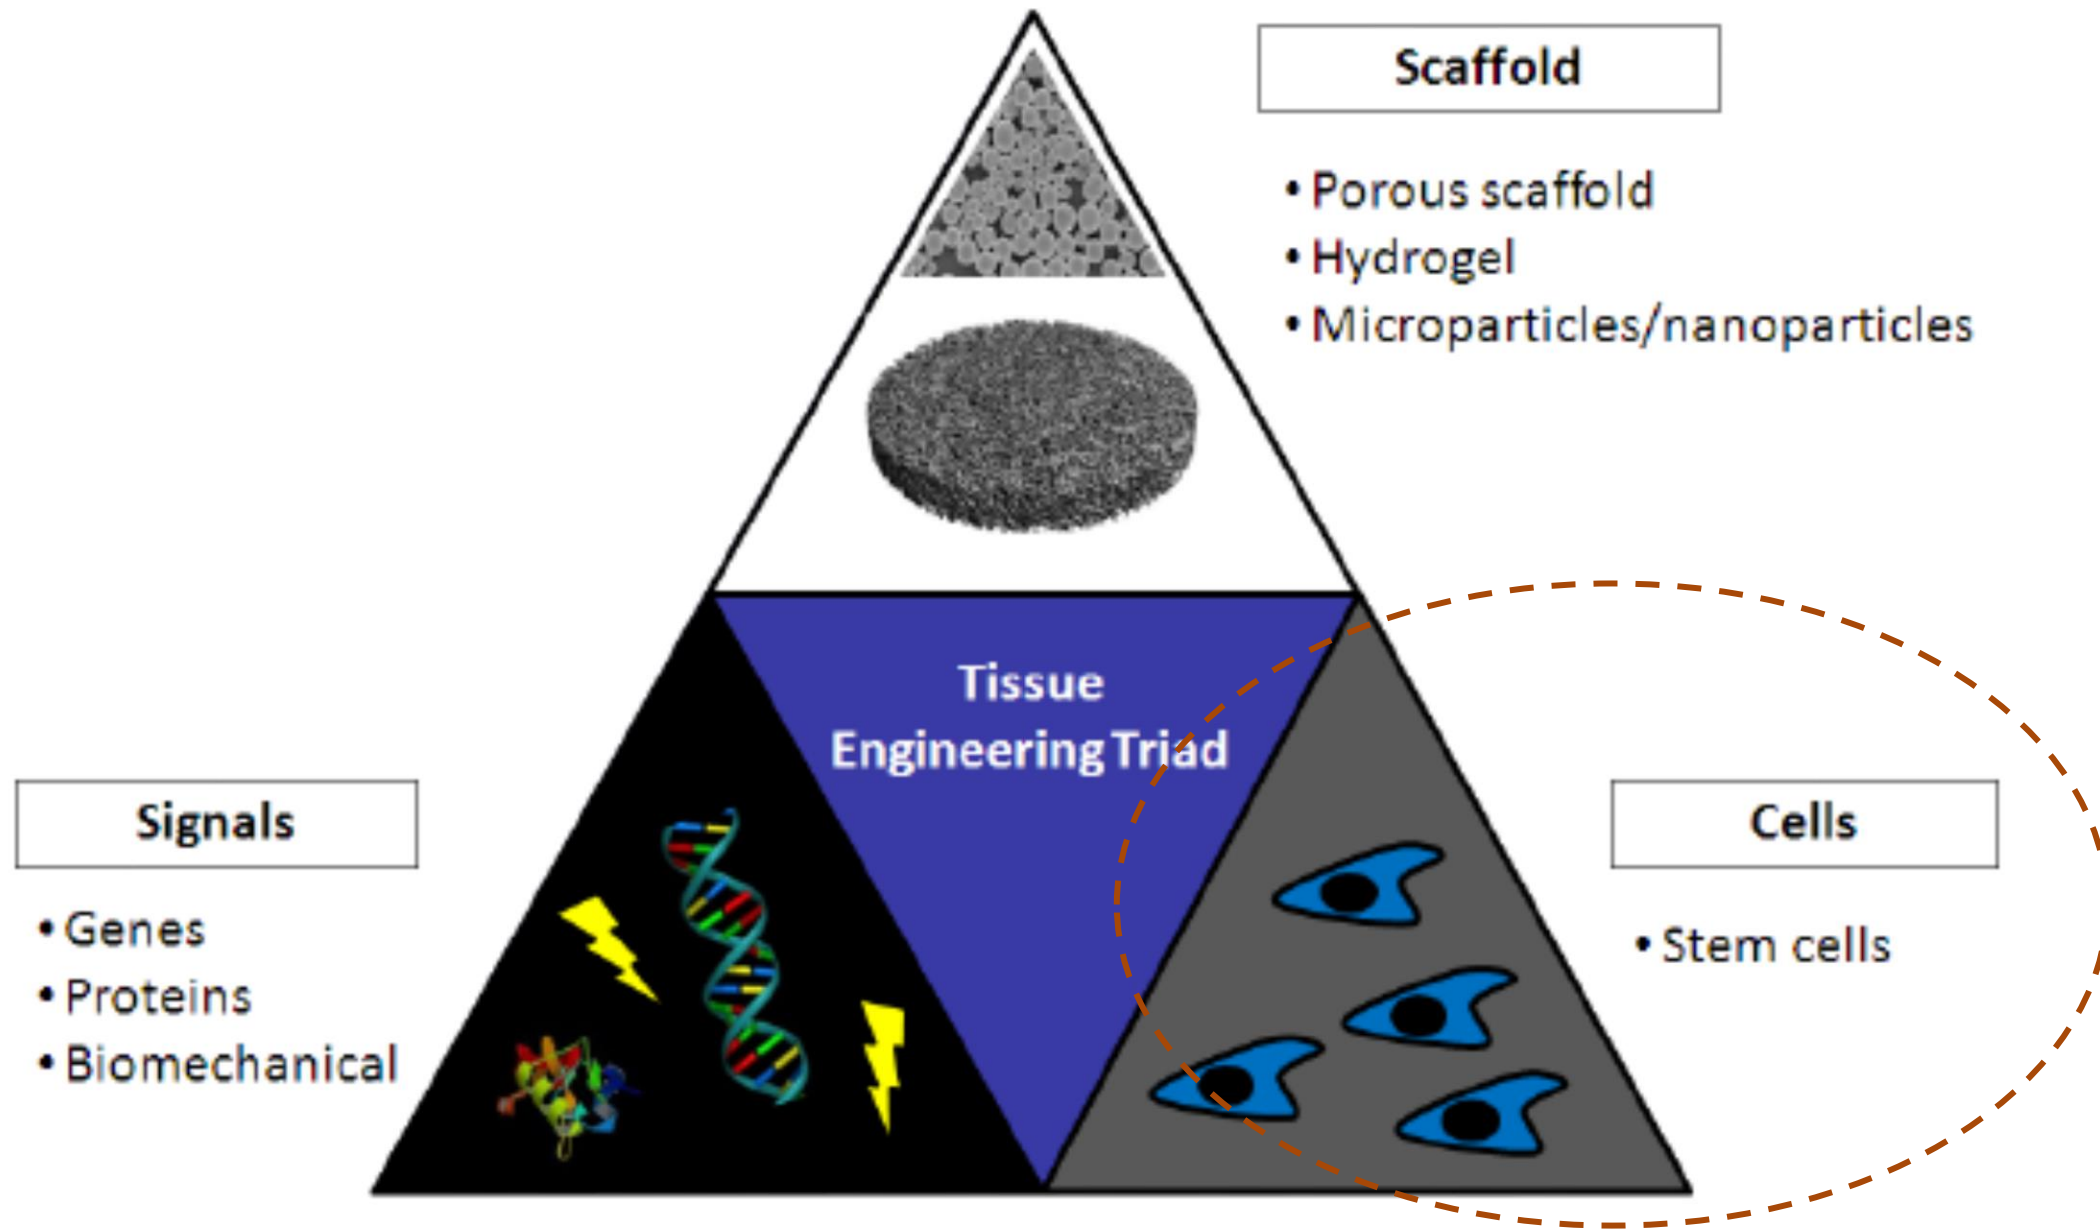 Scaffold
• Porous scaffold
• Hydrogel
• Microparticles/nanoparticles
Tissue
Engineering Triad
Signals
• Genes
• Proteins
• Biomechanical
Cells
• Stem cells